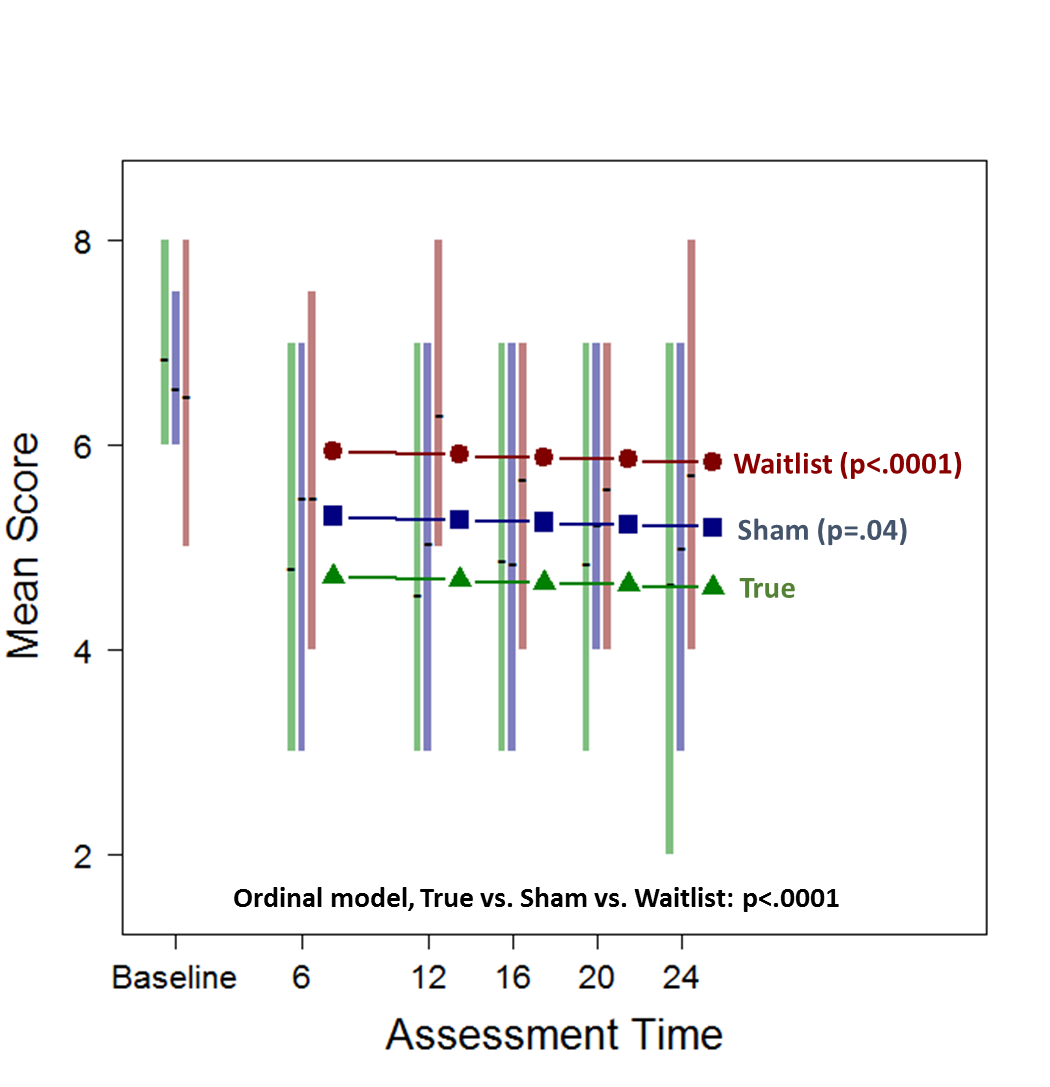 8
6
4
2
Mean Score
Waitlist (p<.0001)
Sham (p=.04)
True
Ordinal model, True vs. Sham vs. Waitlist: p<.0001
Baseline 6 12 16 20 24
Assessment Time